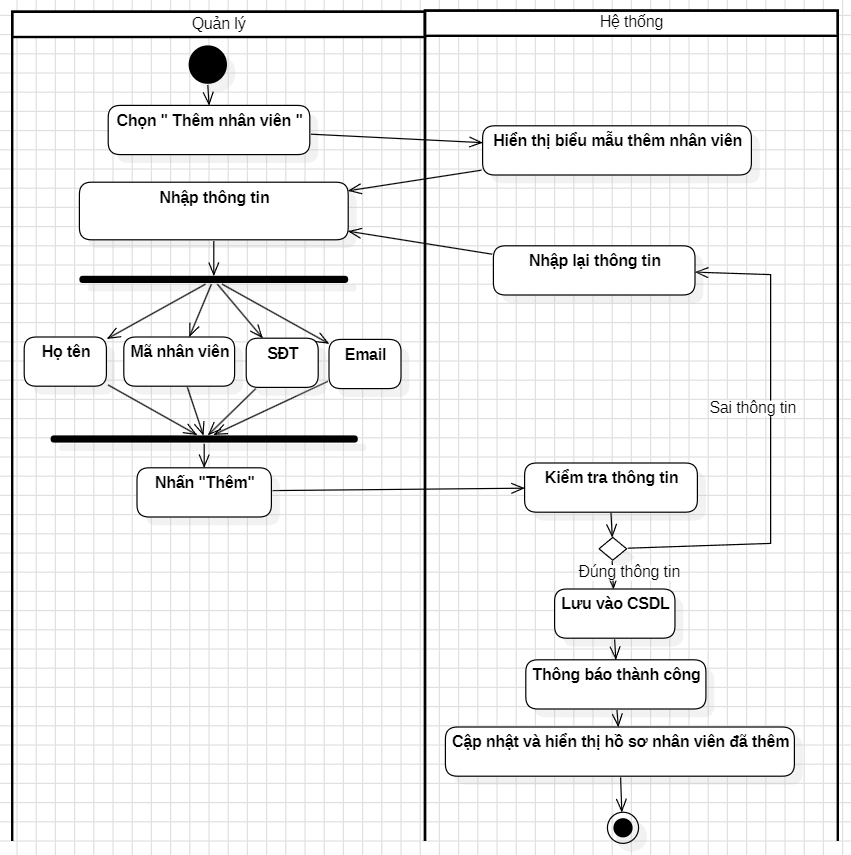 Quản lý
Hệ thống
Chọn " Thêm nhân viên "
Hiển thị biểu mẫu thêm nhân viên
Nhập thông tin
Nhập lại thông tin
Họ tên
Mã nhân viên
SĐT
Email
Sai thông tin
Nhấn "Thêm"
Kiểm tra thông tin
Đúng thông tin
Lưu vào CSDL
Thông báo thành công
Cập nhật và hiển thị hồ sơ nhân viên đã thêm